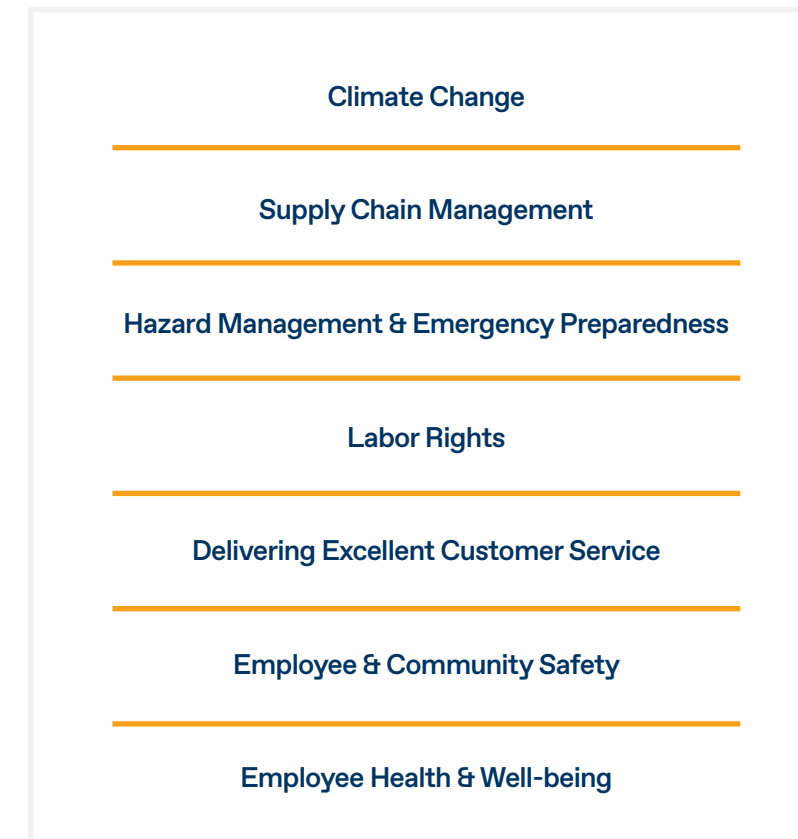 Climate Change
Supply Chain Management
Hazard Management & Emergency Preparedness
Labor Rights
Delivering Excellent Customer Service
Employee & Community Safety
Employee Health & Well-being